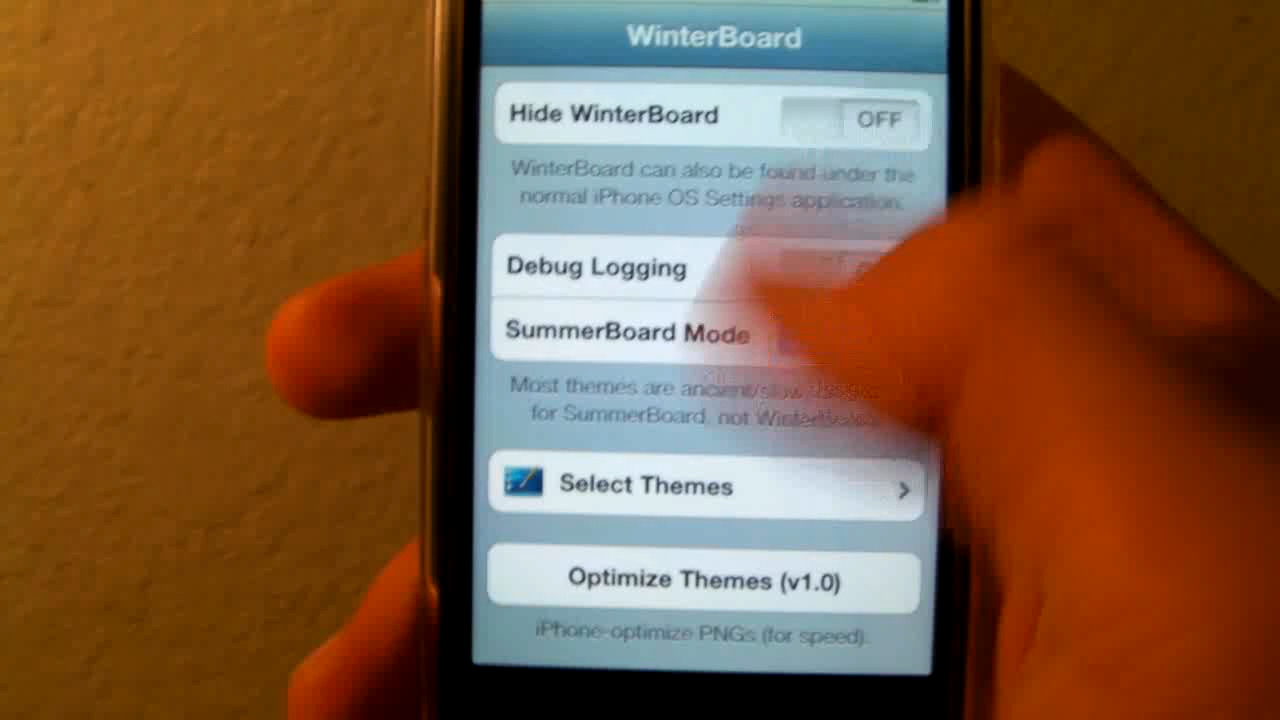 WinterBoard
Hide WinterBoard OFF
WinterBoard can also be found under the
normal iPhone OS Settings application.
Debug Logging
SummerBoard Mode
Most themes are ancient/slow
for SummerBoard, not WinterBoard
Select Themes
Optimize Themes (v1.0)
iPhone-optimize PNGs (for speed).